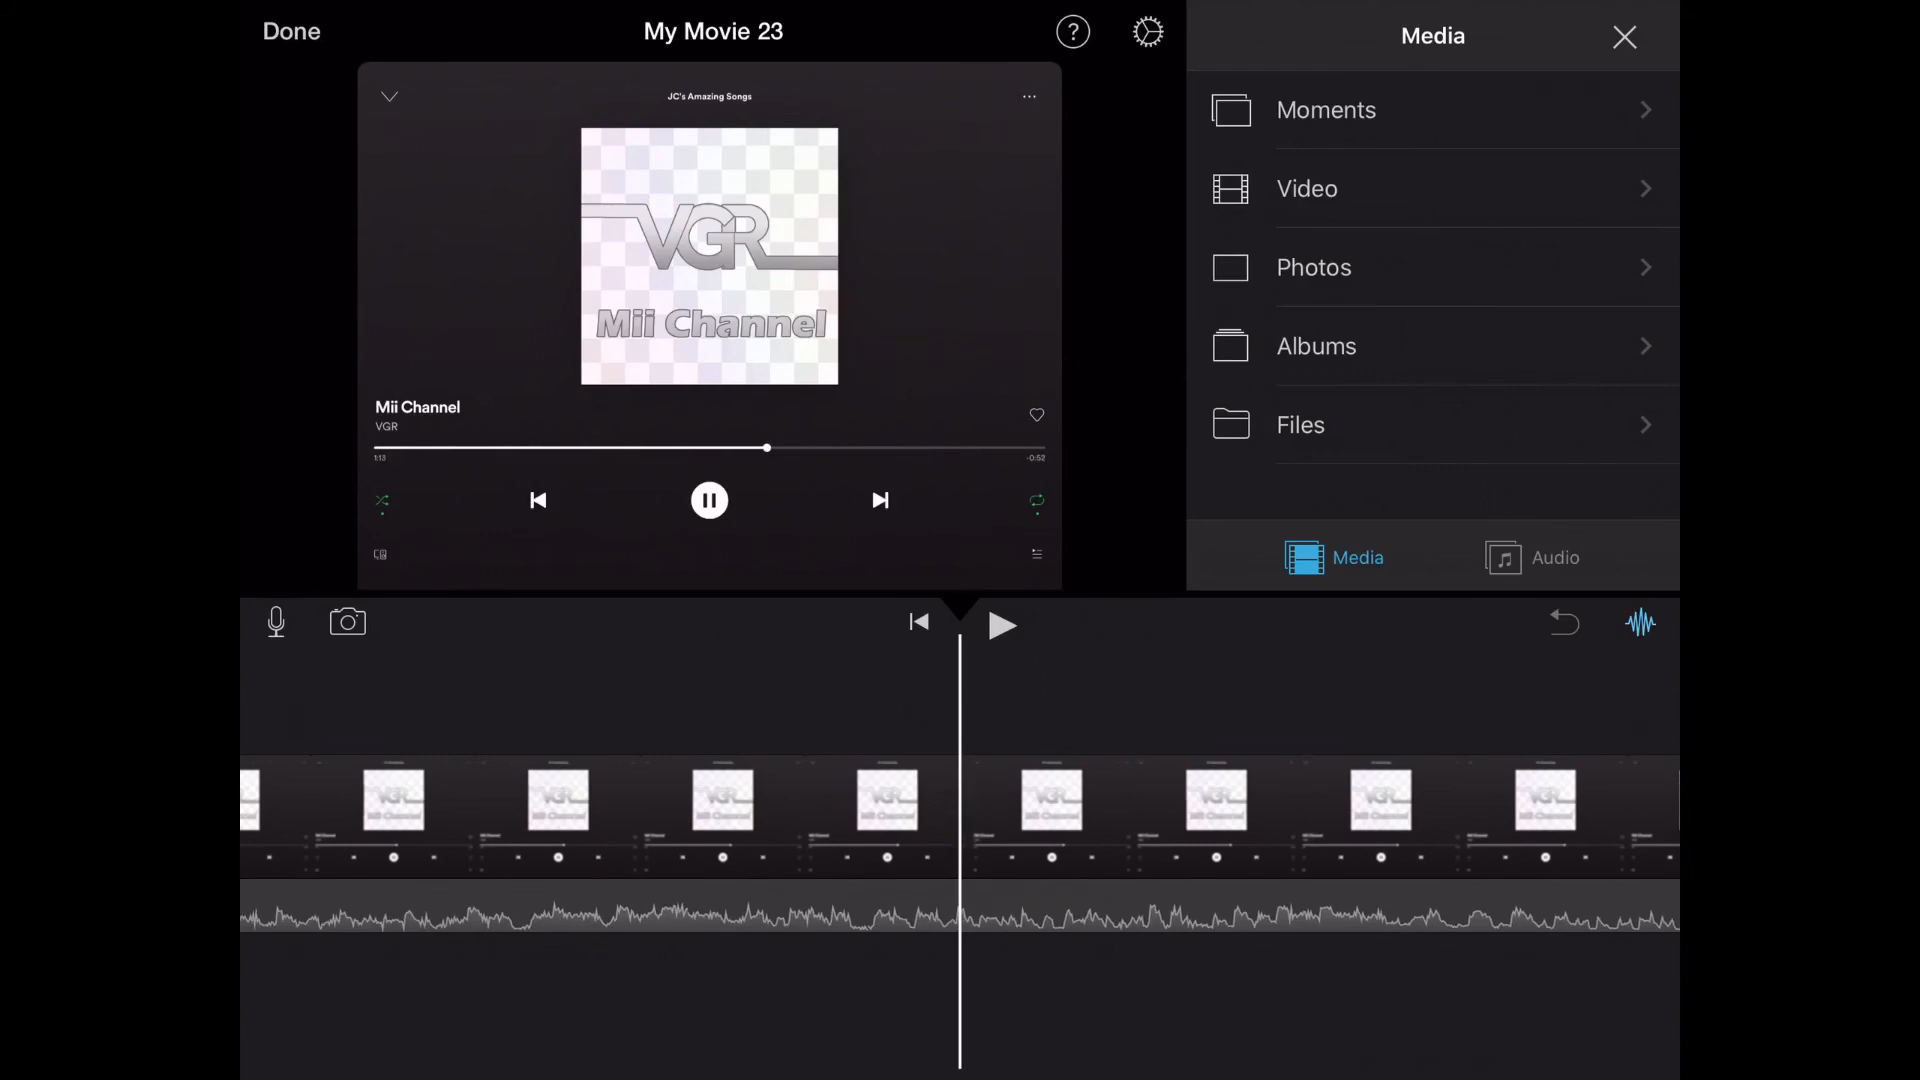 Done
My Movie 23
?
Media
JC's Amazing Songs
VGR
Mii Channel
Mii Channel
VGR
1:13
-0:52
Moments
Video
Photos
Albums
Files
Media
Audio